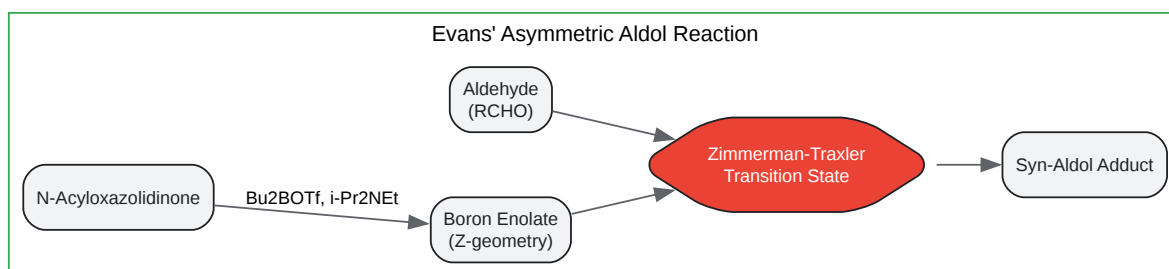 Evans' Asymmetric Aldol Reaction
Aldehyde
(RCHO)
Zimmerman-Traxler
Transition State
Syn-Aldol Adduct
N-Acyloxazolidinone
Bu2BOTf, i-Pr2NEt
Boron Enolate
(Z-geometry)